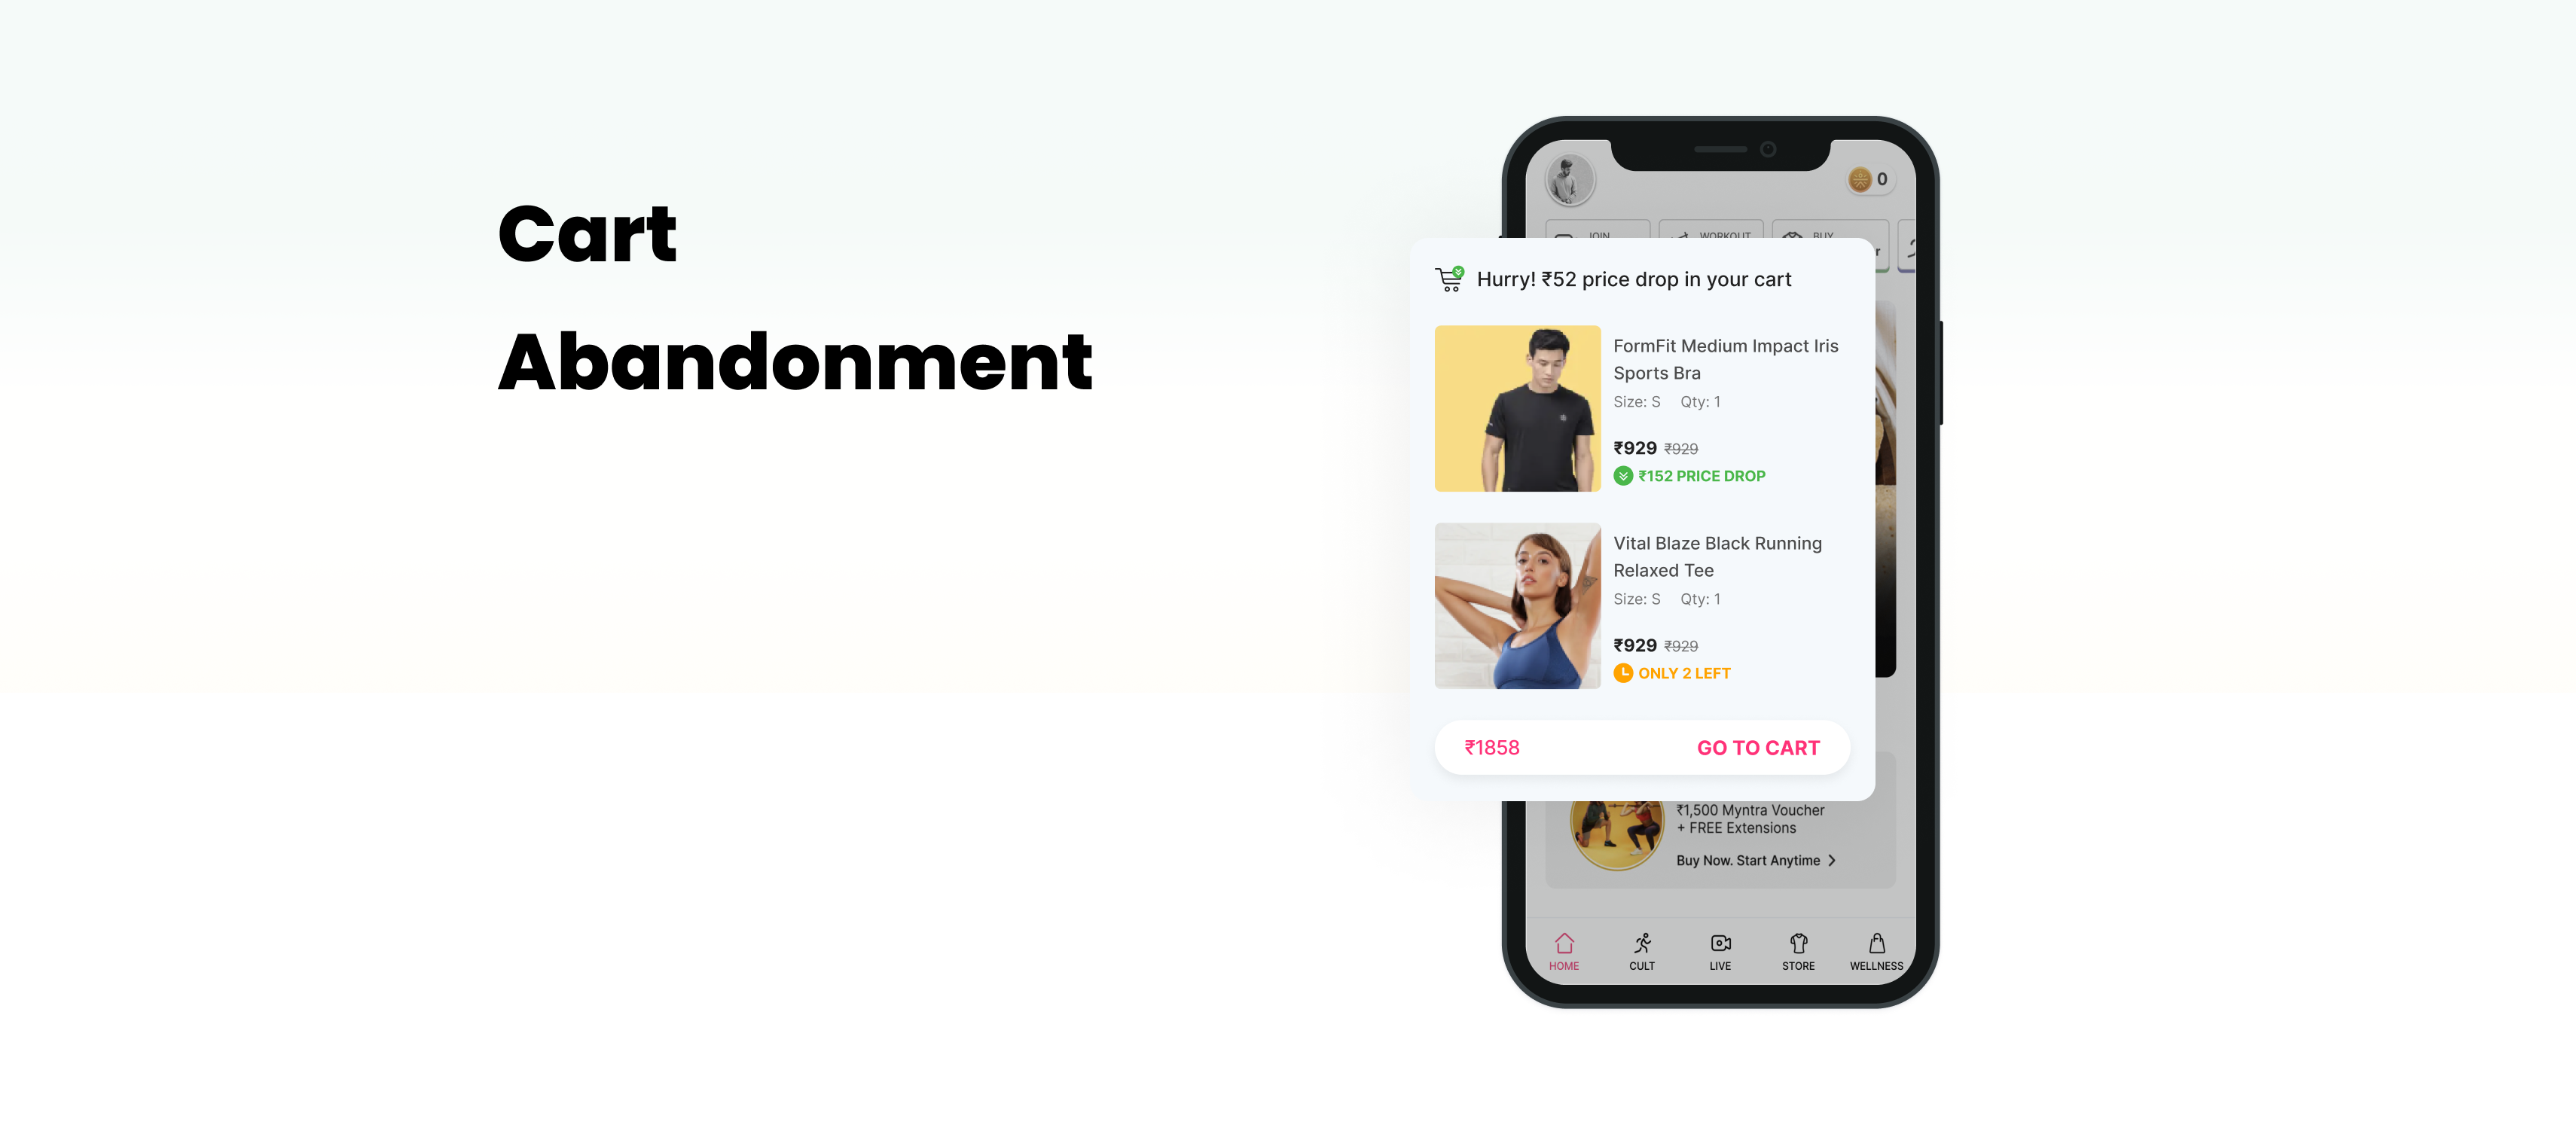 Cart
Abandonment
0
JOIN
WORKOUT
BUY
Hurry! ₹52 price drop in your cart
FormFit Medium Impact Iris
Sports Bra
Size: S Qty: 1
₹929 ₹929
₹152 PRICE DROP
Vital Blaze Black Running
Relaxed Tee
Size: S Qty: 1
₹929 ₹929
ONLY 2 LEFT
₹1858 GO TO CART
₹1,500 Myntra Voucher
+ FREE Extensions
Buy Now. Start Anytime
HOME CULT LIVE STORE WELLNESS